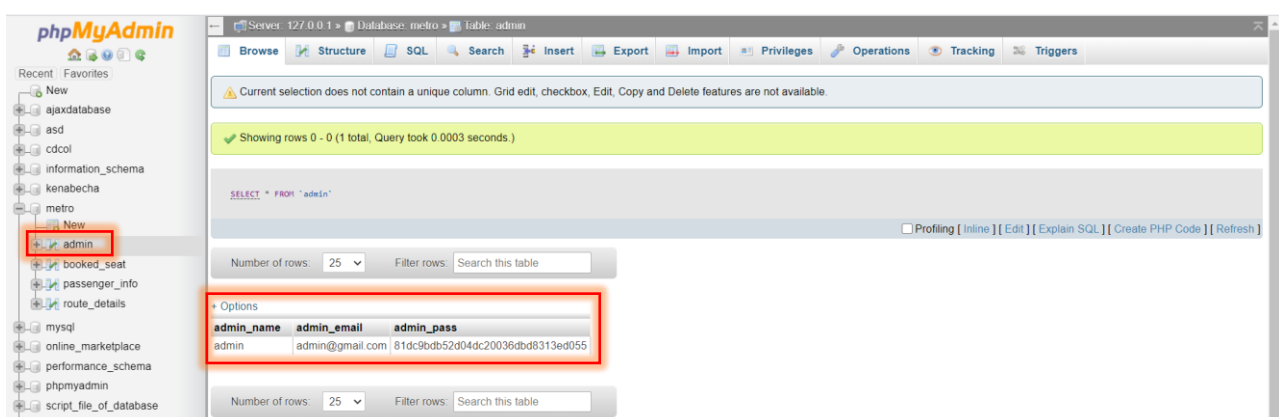 phpMyAdmin
Recent Favorites
New
ajaxdatabase
asd
cdcol
information_schema
kenabecha
metro
New
admin
booked_seat
passenger_info
route_details
mysql
online_marketplace
performance_schema
phpmyadmin
script_file_of_database
Server: 127.0.0.1 » Database: metro » Table: admin
Browse Structure SQL Search Insert Export Import Privileges Operations Tracking Triggers
Current selection does not contain a unique column. Grid edit, checkbox, Edit, Copy and Delete features are not available.
Showing rows 0 - 0 (1 total, Query took 0.0003 seconds.)
SELECT * FROM `admin`
Profiling [ Inline ] [ Edit ] [ Explain SQL ] [ Create PHP Code ] [ Refresh ]
Number of rows: 25 Filter rows: Search this table
+ Options
admin_name admin_email admin_pass
admin admin@gmail.com 81dc9bdb52d04dc20036dbd8313ed055
Number of rows: 25 Filter rows: Search this table